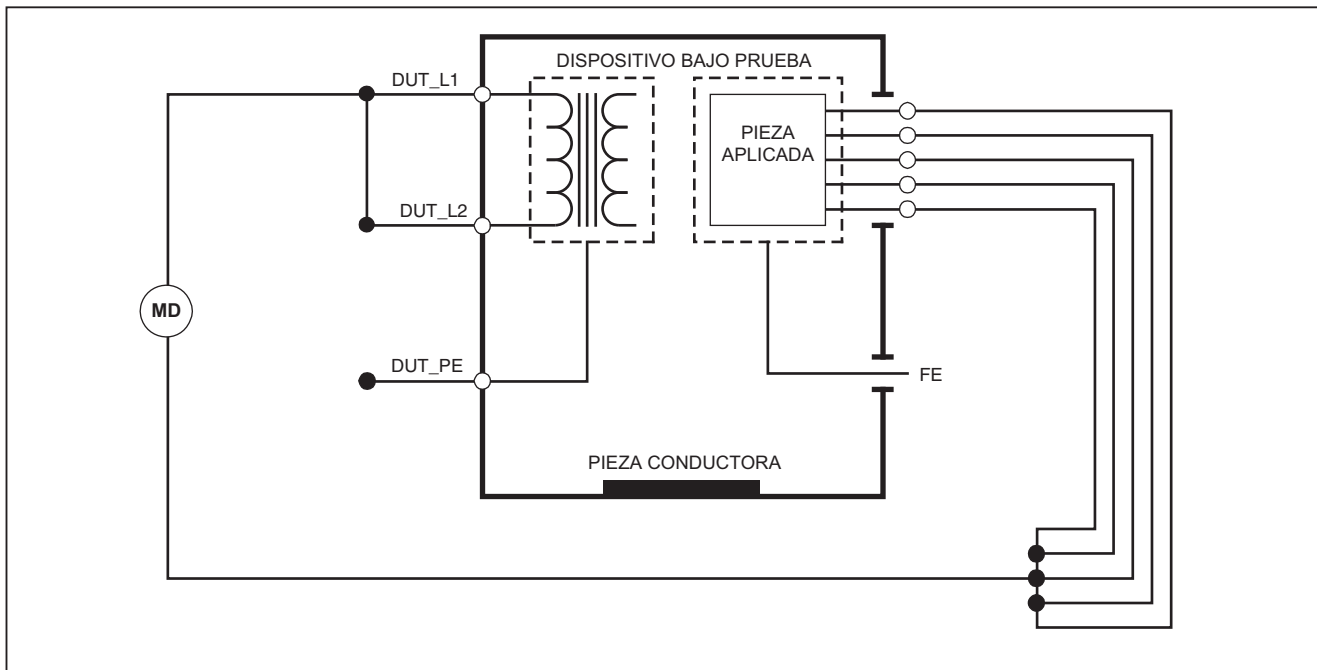 DISPOSITIVO BAJO PRUEBA
DUT_L1
PIEZA
APLICADA
DUT_L2
MD
DUT_PE
FE
PIEZA CONDUCTORA